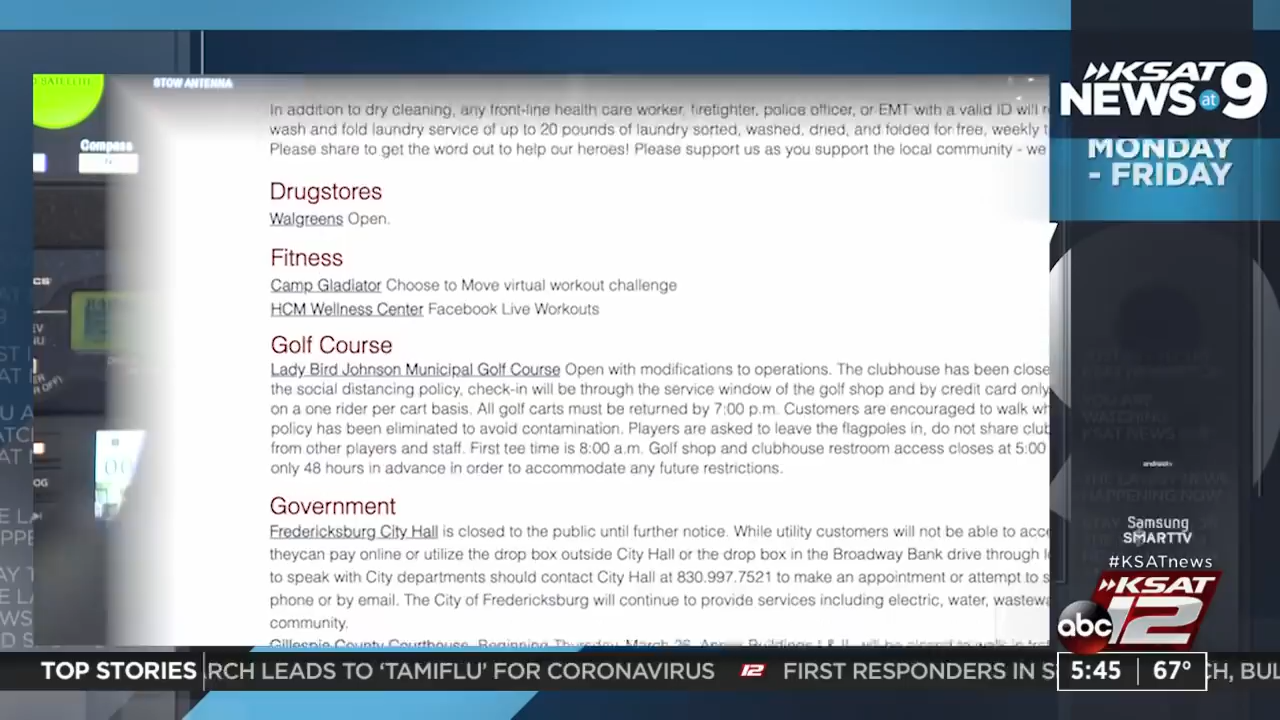 STOW ANTENNA
Compass
In addition to dry cleaning, any front-line health care worker, firefighter, police officer, or EMT with a valid ID will
wash and fold laundry service of up to 20 pounds of laundry sorted, washed, dried, and folded for free, weekly
Please share to get the word out to help our heroes! Please support us as you support the local community - we
Drugstores
Walgreens Open.
Fitness
Camp Gladiator Choose to Move virtual workout challenge
HCM Wellness Center Facebook Live Workouts
Golf Course
Lady Bird Johnson Municipal Golf Course Open with modifications to operations. The clubhouse has been close
the social distancing policy, check-in will be through the service window of the golf shop and by credit card only
on a one rider per cart basis. All golf carts must be returned by 7:00 p.m. Customers are encouraged to walk wh
policy has been eliminated to avoid contamination. Players are asked to leave the flagpoles in, do not share club
from other players and staff. First tee time is 8:00 a.m. Golf shop and clubhouse restroom access closes at 5:00
only 48 hours in advance in order to accommodate any future restrictions.
Government
Fredericksburg City Hall is closed to the public until further notice. While utility customers will not be able to acce
theycan pay online or utilize the drop box outside City Hall or the drop box in the Broadway Bank drive through
to speak with City departments should contact City Hall at 830.997.7521 to make an appointment or attempt to s
phone or by email. The City of Fredericksburg will continue to provide services including electric, water, wastewa
community.
Gillespie County Courthouse Beginning Thursday, March 26,
KSAT
NEWS at 9
MONDAY
- FRIDAY
androidtv
Samsung
SMARTTV
#KSATnews
KSAT
abc 12
TOP STORIES RCH LEADS TO ‘TAMIFLU’ FOR CORONAVIRUS 12 FIRST RESPONDERS IN S 5:45 67° CH, BUL